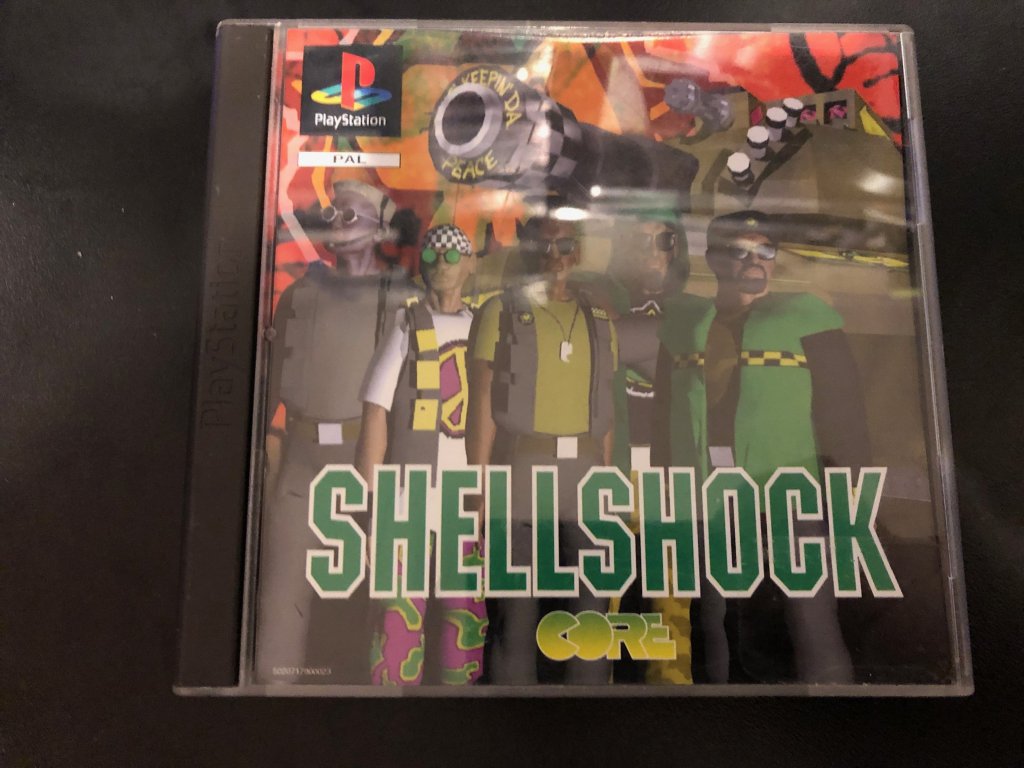 PlayStation
PAL
KEEPIN' DA
PEACE
PlayStation
SHELLSHOCK
CORE